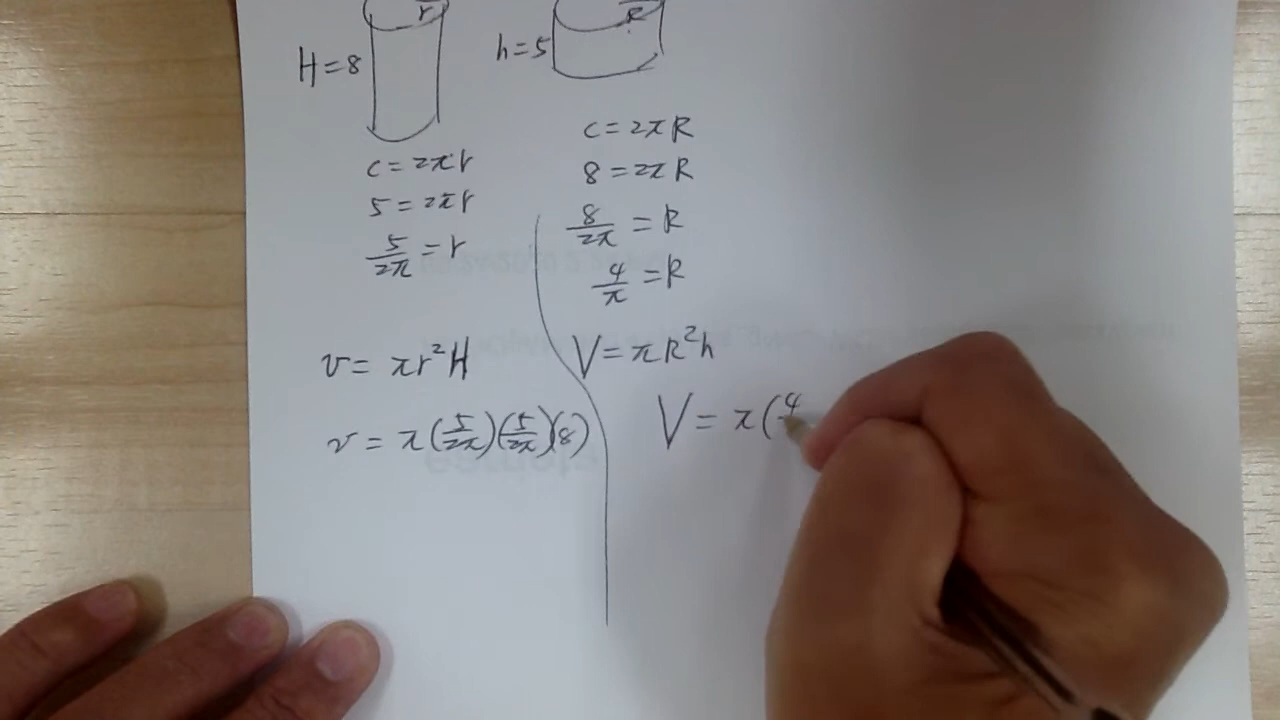 r
R
H=8
h=5
c=2πr
5=2πr
5/2π=r
c=2πR
8=2πR
8/2π=R
4/π=R
v=πr²H
v=π(5/2π)(5/2π)(8)
V=πR²h
V=π(4